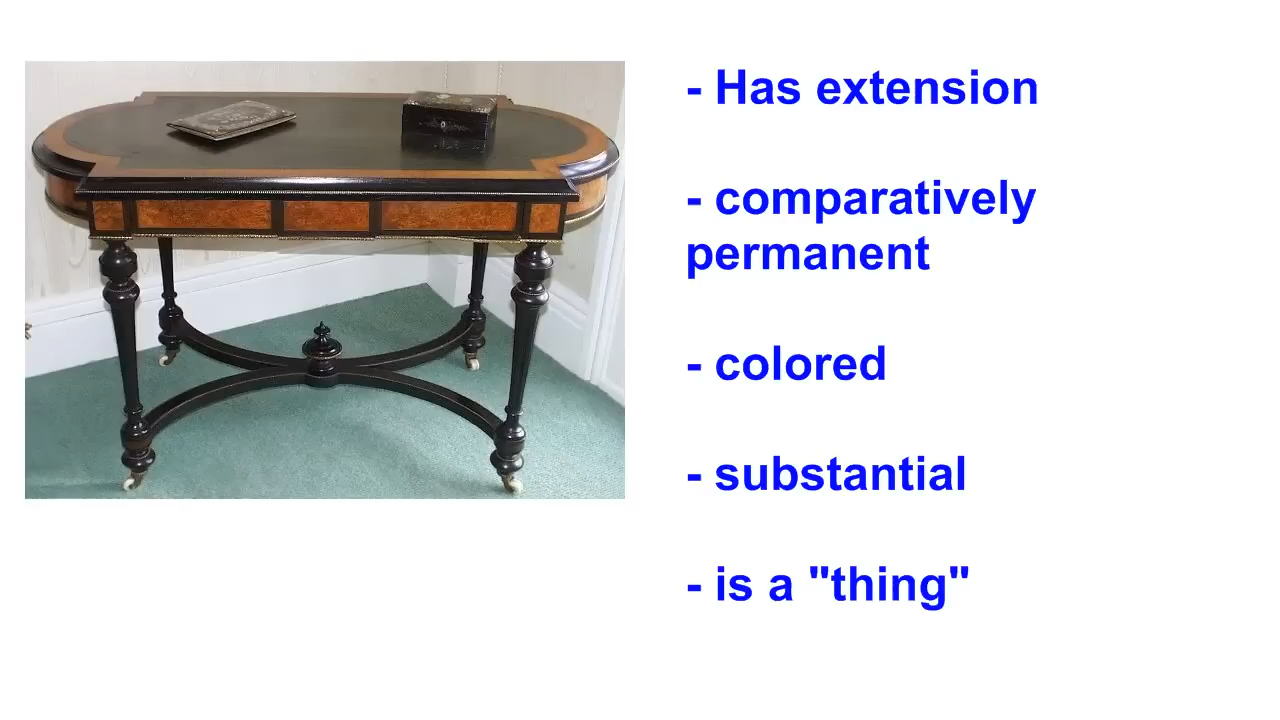 - Has extension
- comparatively
permanent
- colored
- substantial
- is a "thing"